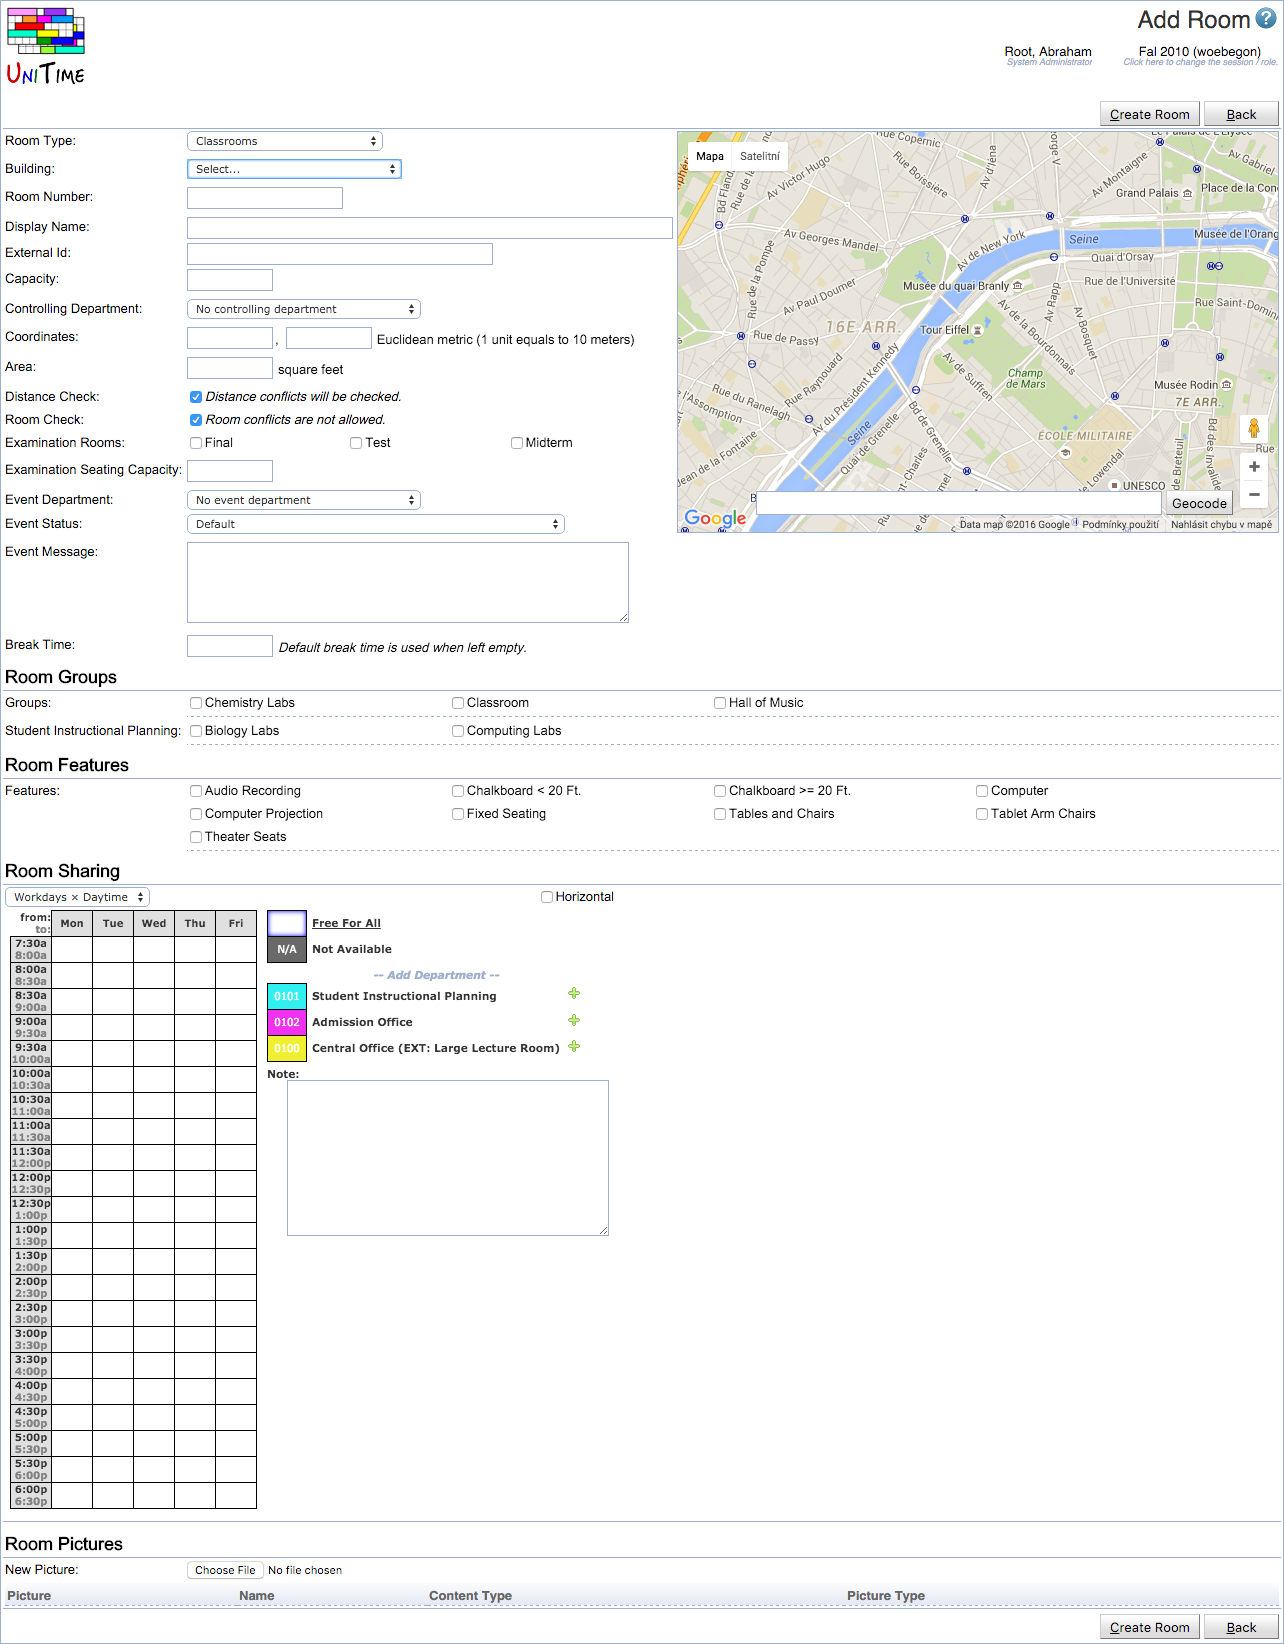 UniTime
Add Room
Root, Abraham
System Administrator
Fal 2010 (woebegon)
Click here to change the session / role.
Create Room
Back
Room Type:
Classrooms
Building:
Select...
Room Number:
Display Name:
External Id:
Capacity:
Controlling Department:
No controlling department
Coordinates:
,
Euclidean metric (1 unit equals to 10 meters)
Area:
square feet
Distance Check:
Distance conflicts will be checked.
Room Check:
Room conflicts are not allowed.
Examination Rooms:
Final
Test
Midterm
Examination Seating Capacity:
Event Department:
No event department
Event Status:
Default
Event Message:
Break Time:
Default break time is used when left empty.
Mapa
Satelitní
Rue Copernic
Av Victor Hugo
Rue Boissière
Av d'Iéna
Av Montaigne
Av Gabriel
Grand Palais
Place de la Con
Musée de l'Orang
Av Georges Mandel
Av de New York
Seine
Quai d'Orsay
Rue de la Pompe
Av Paul Doumer
Musée du quai Branly
Rue de l'Université
Av Rapp
Rue Saint-Domin
16E ARR.
Tour Eiffel
Rue de Passy
Av de la Bourdonnais
Av Bosquet
Av de Suffren
Champ
de Mars
Rue Raynouard
Av du Président Kennedy
Musée Rodin
7E ARR.
Rue du Ranelagh
l'Assomption
Bd de Grenelle
Quai de Grenelle
Seine
ÉCOLE MILITAIRE
Jean de la Fontaine
Av de Lowendal
Bd des Invalides
Rue
UNESCO
Geocode
Google
Data map ©2016 Google
Podmínky použití
Nahlásit chybu v mapě
+
−
Room Groups
Groups:
Chemistry Labs
Classroom
Hall of Music
Student Instructional Planning:
Biology Labs
Computing Labs
Room Features
Features:
Audio Recording
Chalkboard < 20 Ft.
Chalkboard >= 20 Ft.
Computer
Computer Projection
Fixed Seating
Tables and Chairs
Tablet Arm Chairs
Theater Seats
Room Sharing
Workdays × Daytime
Horizontal
from:
to:
Mon
Tue
Wed
Thu
Fri
7:30a
8:00a
8:00a
8:30a
8:30a
9:00a
9:00a
9:30a
9:30a
10:00a
10:00a
10:30a
10:30a
11:00a
11:00a
11:30a
11:30a
12:00p
12:00p
12:30p
12:30p
1:00p
1:00p
1:30p
1:30p
2:00p
2:00p
2:30p
2:30p
3:00p
3:00p
3:30p
3:30p
4:00p
4:00p
4:30p
4:30p
5:00p
5:00p
5:30p
5:30p
6:00p
6:00p
6:30p
Free For All
N/A
Not Available
-- Add Department --
0101
Student Instructional Planning
0102
Admission Office
0100
Central Office (EXT: Large Lecture Room)
Note:
Room Pictures
New Picture:
Choose File
No file chosen
Picture
Name
Content Type
Picture Type
Create Room
Back